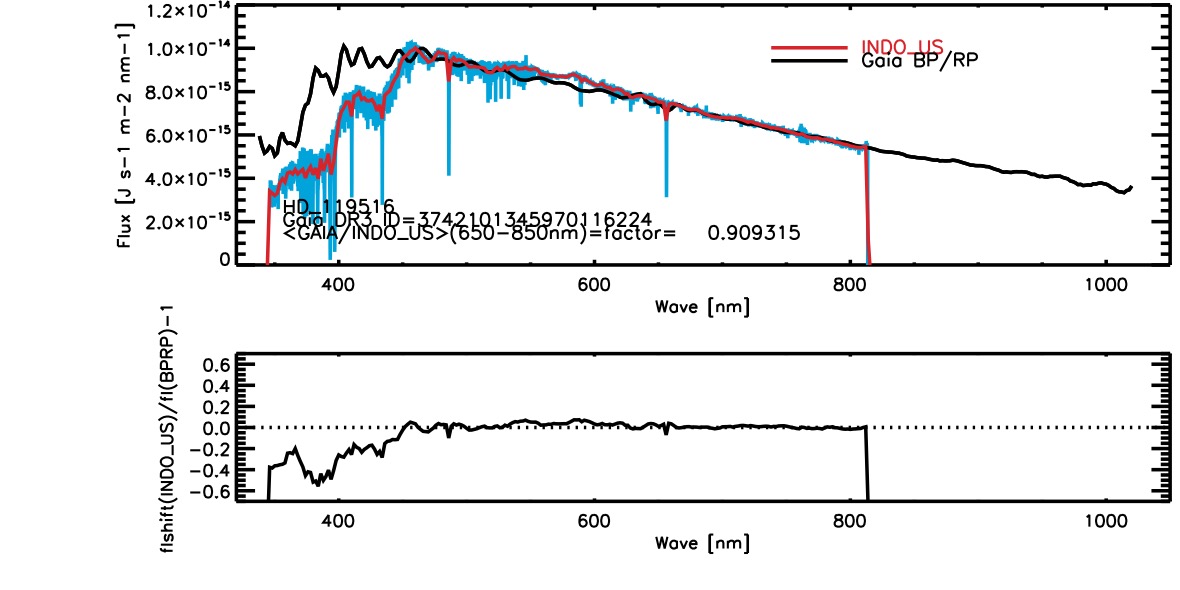 1.2×10⁻¹⁴
1.0×10⁻¹⁴
8.0×10⁻¹⁵
6.0×10⁻¹⁵
4.0×10⁻¹⁵
2.0×10⁻¹⁵
0
Flux [J s−1 m−2 nm−1]
INDO_US
Gaia BP/RP
HD_119516
Gaia DR3 ID=3742101345970116224
<GAIA/INDO_US>(650−850nm)=factor= 0.909315
400 600 800 1000
Wave [nm]
flshift(INDO_US)/fl(BPRP)−1
0.6
0.4
0.2
0.0
−0.2
−0.4
−0.6
400 600 800 1000
Wave [nm]